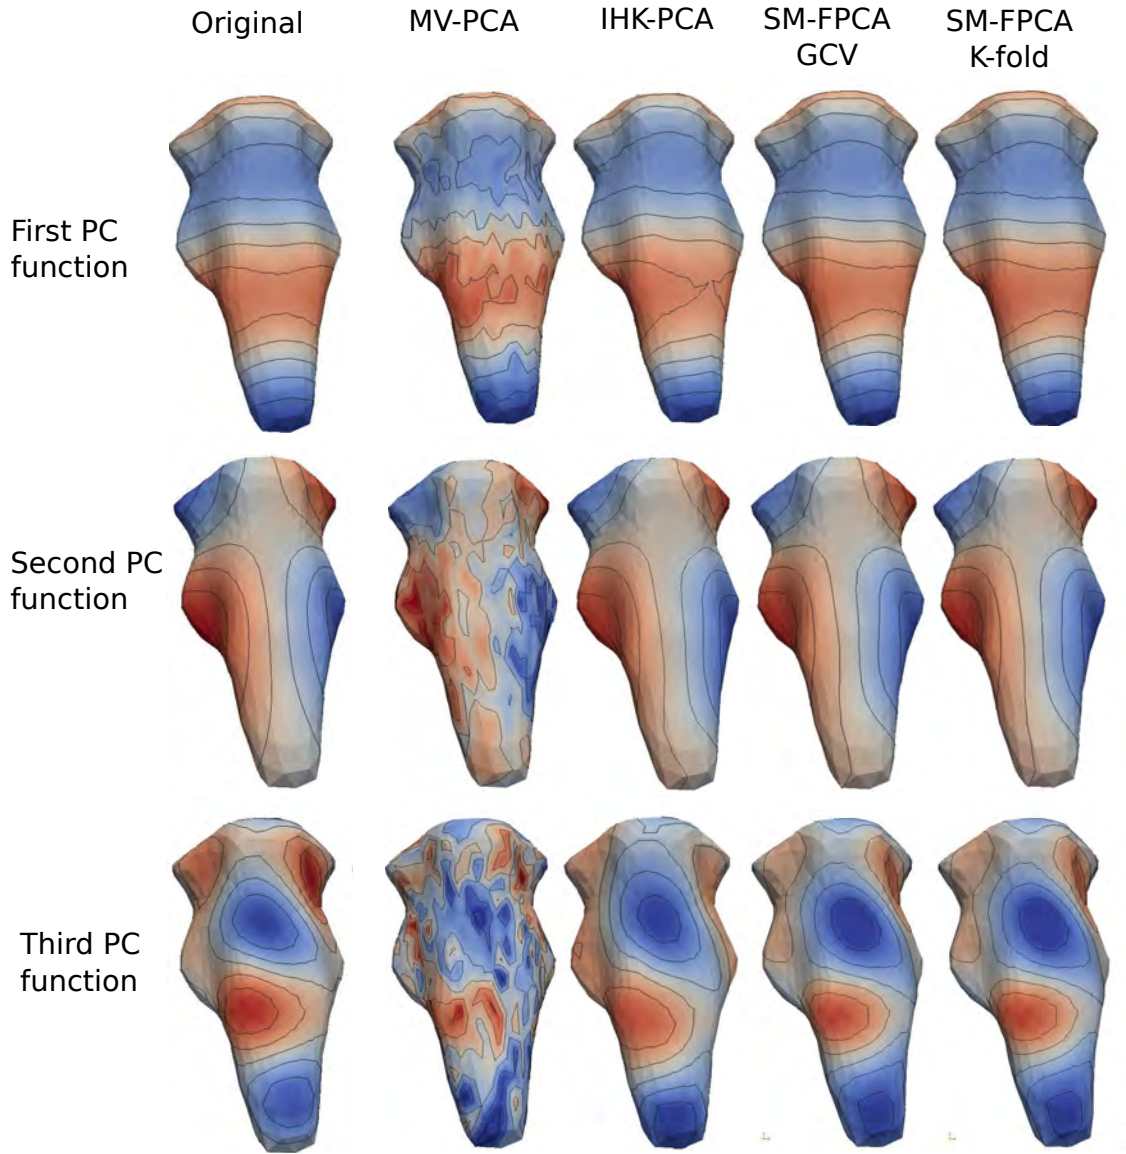 Original
MV-PCA
IHK-PCA
SM-FPCA
GCV
SM-FPCA
K-fold
First PC
function
Second PC
function
Third PC
function